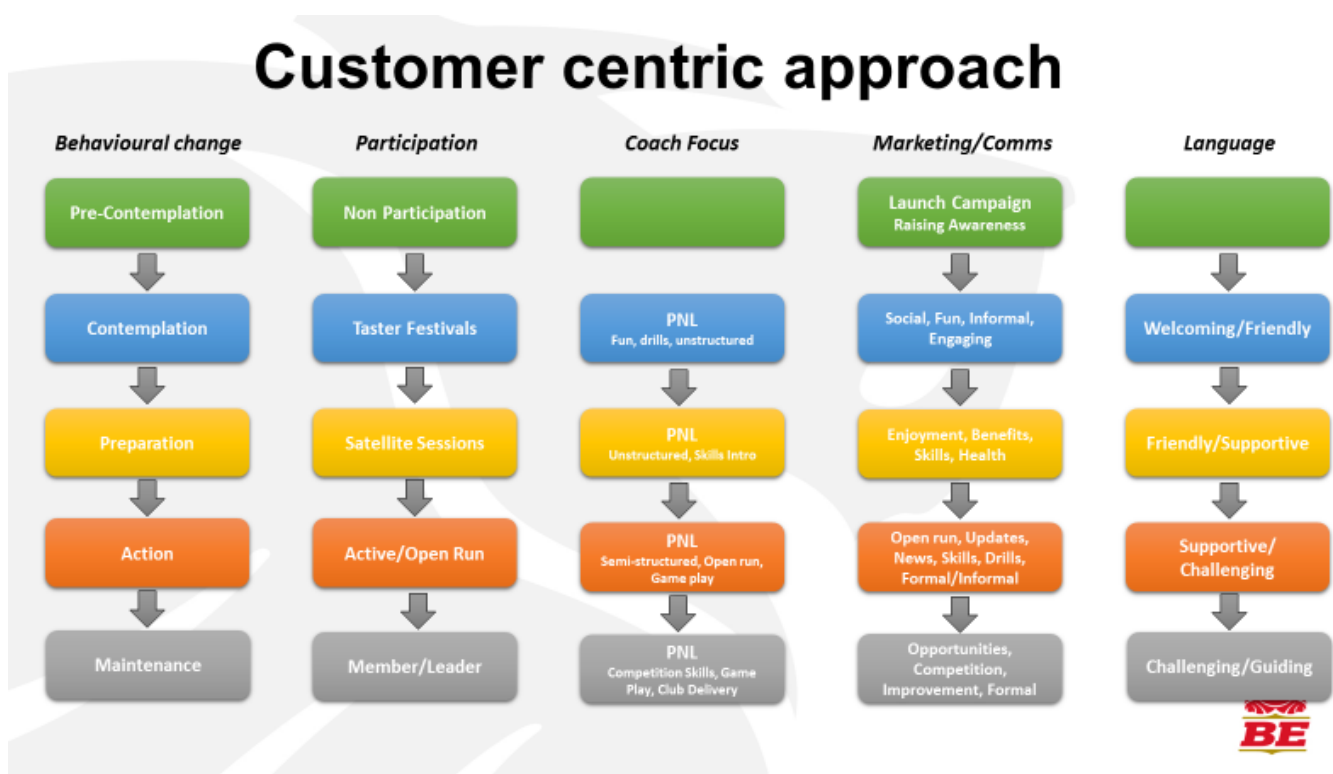 Customer centric approach
Behavioural change
Participation
Coach Focus
Marketing/Comms
Language
Pre-Contemplation
Non Participation
Launch Campaign
Raising Awareness
Contemplation
Taster Festivals
PNL
Fun, drills, unstructured
Social, Fun, Informal,
Engaging
Welcoming/Friendly
Preparation
Satellite Sessions
PNL
Unstructured, Skills Intro
Enjoyment, Benefits,
Skills, Health
Friendly/Supportive
Action
Active/Open Run
PNL
Semi-structured, Open run,
Game play
Open run, Updates,
News, Skills, Drills,
Formal/Informal
Supportive/
Challenging
Maintenance
Member/Leader
PNL
Competition Skills, Game
Play, Club Delivery
Opportunities,
Competition,
Improvement, Formal
Challenging/Guiding
BE